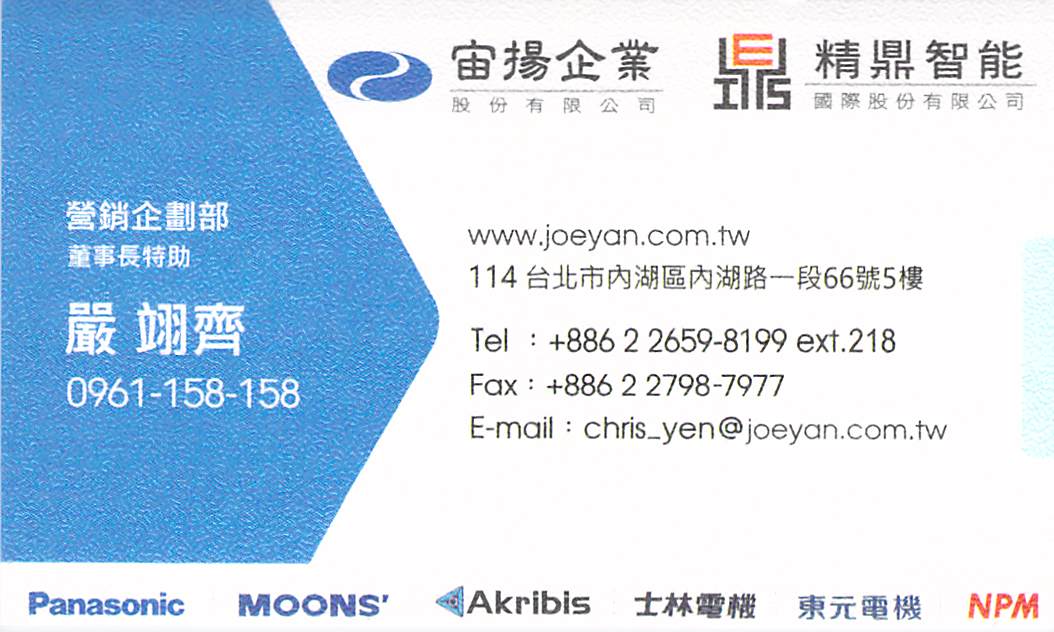 宙揚企業
股份有限公司
EITS
精鼎智能
國際股份有限公司
營銷企劃部
董事長特助
嚴 翊齊
0961-158-158
www.joeyan.com.tw
114 台北市內湖區內湖路一段66號5樓
Tel ：+886 2 2659-8199 ext.218
Fax：+886 2 2798-7977
E-mail：chris_yen@joeyan.com.tw
Panasonic MOONS' Akribis 士林電機 東元電機 NPM